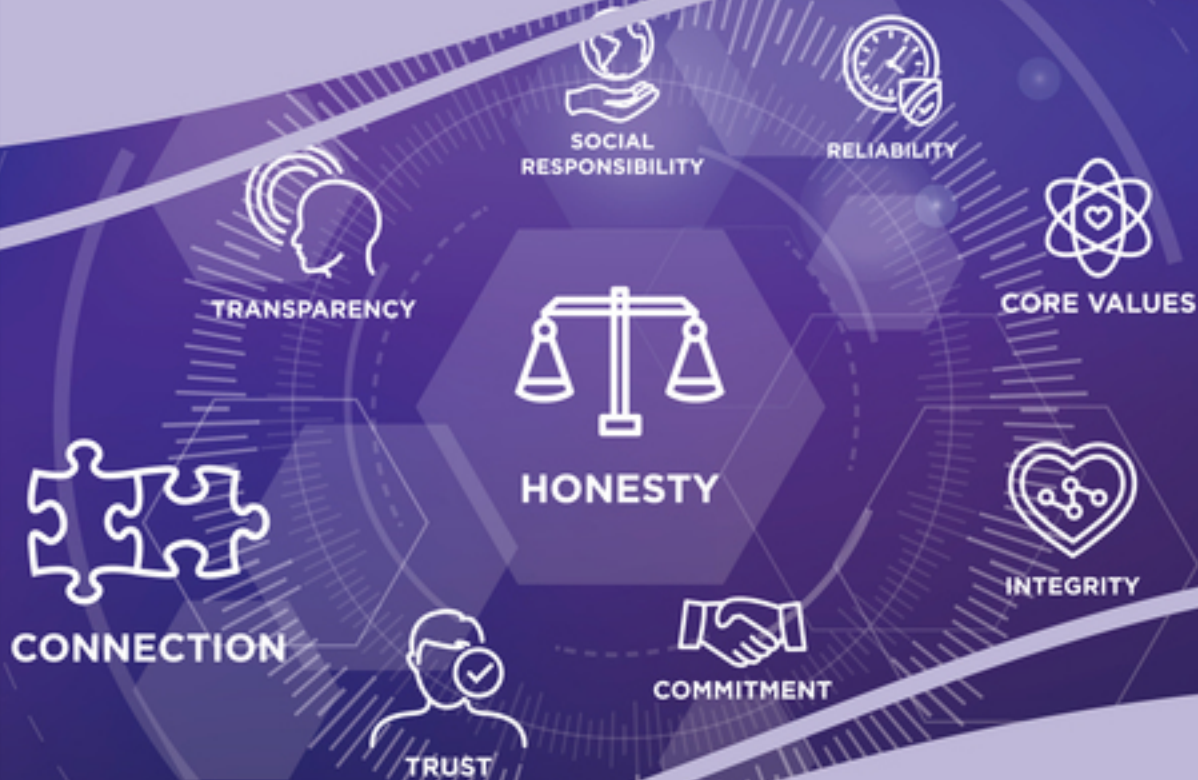 SOCIAL
RESPONSIBILITY
RELIABILITY
TRANSPARENCY
CORE VALUES
HONESTY
INTEGRITY
CONNECTION
COMMITMENT
TRUST